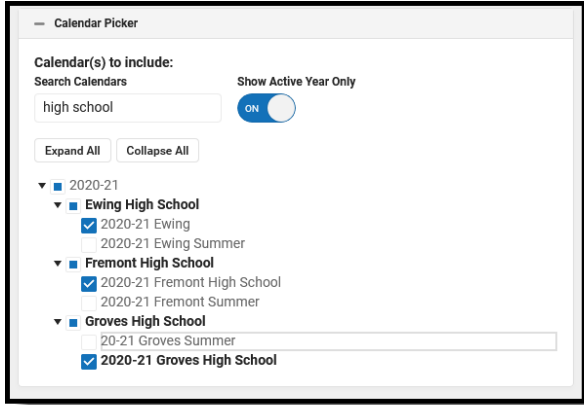 Calendar Picker
Calendar(s) to include:
Search Calendars Show Active Year Only
high school ON
Expand All Collapse All
2020-21
Ewing High School
2020-21 Ewing
2020-21 Ewing Summer
Fremont High School
2020-21 Fremont High School
2020-21 Fremont Summer
Groves High School
20-21 Groves Summer
2020-21 Groves High School